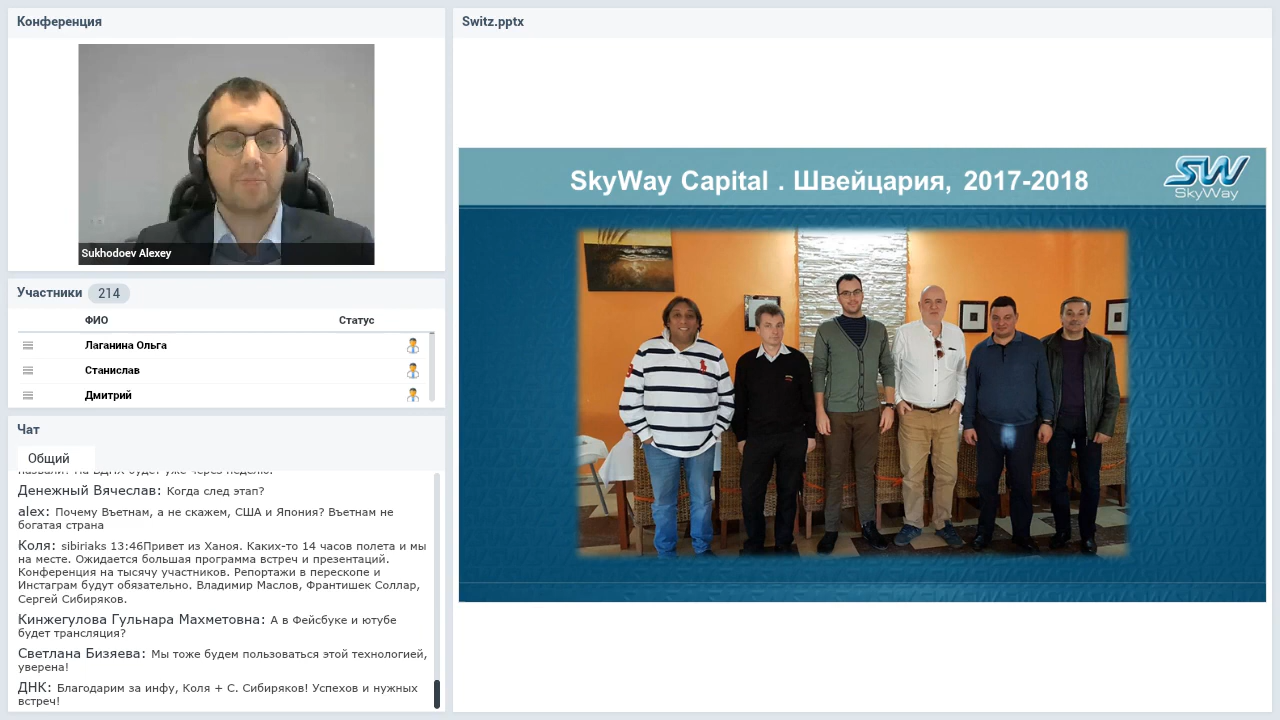 Конференция
Sukhodoev Alexey
Участники 214
ФИО Статус
Лаганина Ольга
Станислав
Дмитрий
Чат
Общий
Денежный Вячеслав: Когда след этап?
alex: Почему Вьетнам, а не скажем, США и Япония? Вьетнам не
богатая страна
Коля: sibiriaks 13:46Привет из Ханоя. Каких-то 14 часов полета и мы
на месте. Ожидается большая программа встреч и презентаций.
Конференция на тысячу участников. Репортажи в перескопе и
Инстаграм будут обязательно. Владимир Маслов, Франтишек Соллар,
Сергей Сибиряков.
Кинжегулова Гульнара Махметовна: А в Фейсбуке и ютубе
будет трансляция?
Светлана Бизяева: Мы тоже будем пользоваться этой технологией,
уверена!
ДНК: Благодарим за инфу, Коля + С. Сибиряков! Успехов и нужных
встреч!
Switz.pptx
SkyWay Capital . Швейцария, 2017-2018
SW
SkyWay